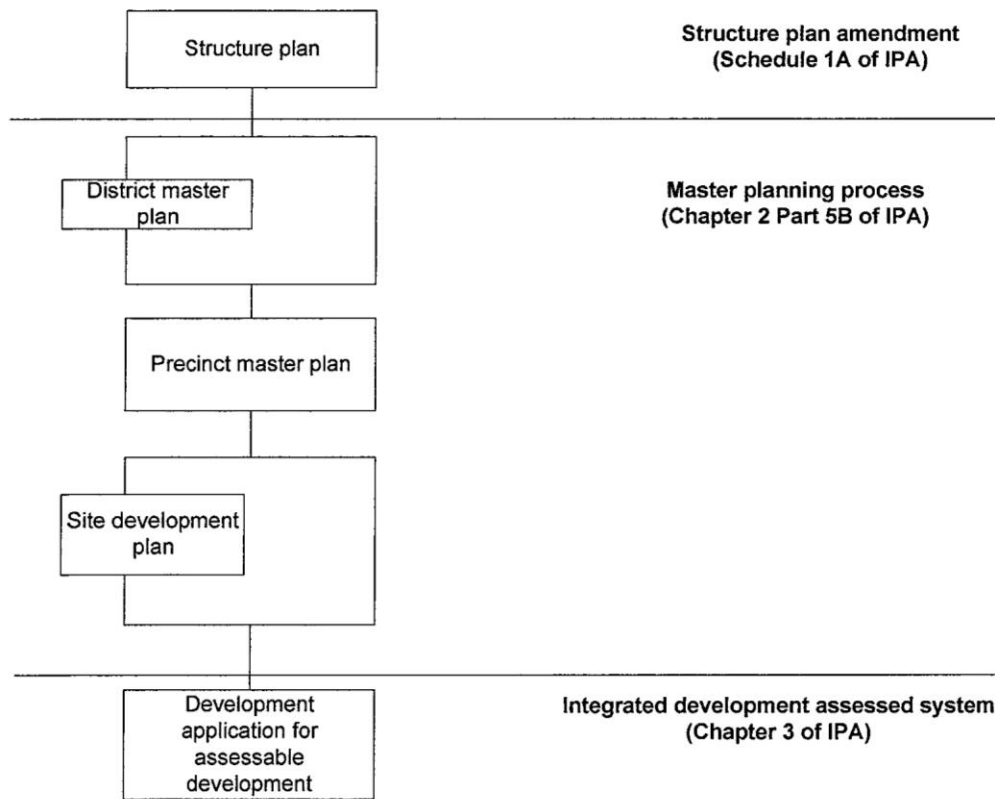 Structure plan
Structure plan amendment
(Schedule 1A of IPA)
District master
plan
Master planning process
(Chapter 2 Part 5B of IPA)
Precinct master plan
Site development
plan
Development
application for
assessable
development
Integrated development assessed system
(Chapter 3 of IPA)